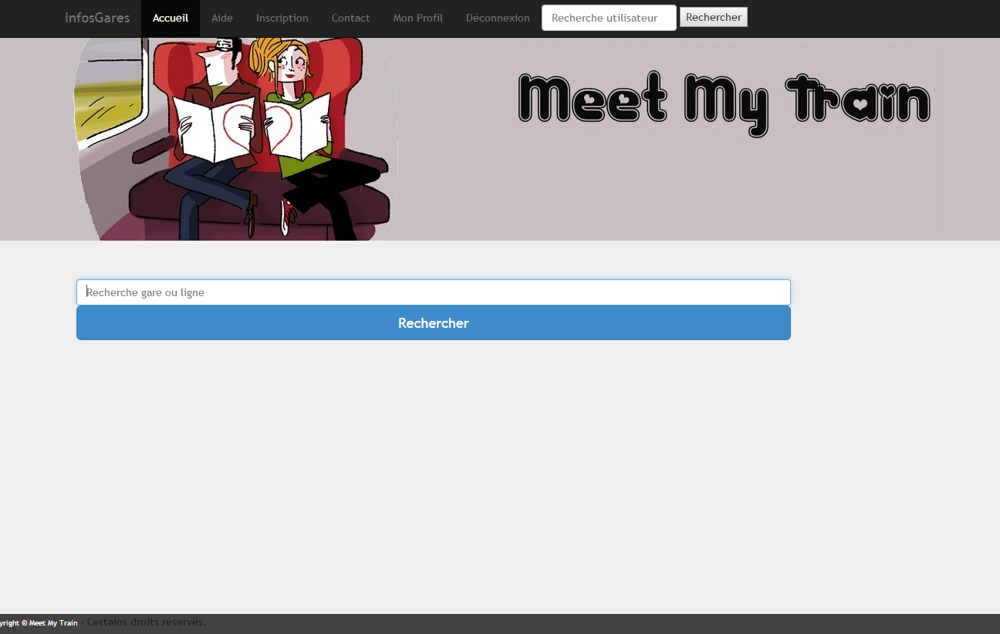 InfosGares Accueil Aide Inscription Contact Mon Profil Déconnexion Recherche utilisateur Rechercher
Meet My Train
Recherche gare ou ligne
Rechercher
yright © Meet My Train - Certains droits réservés.